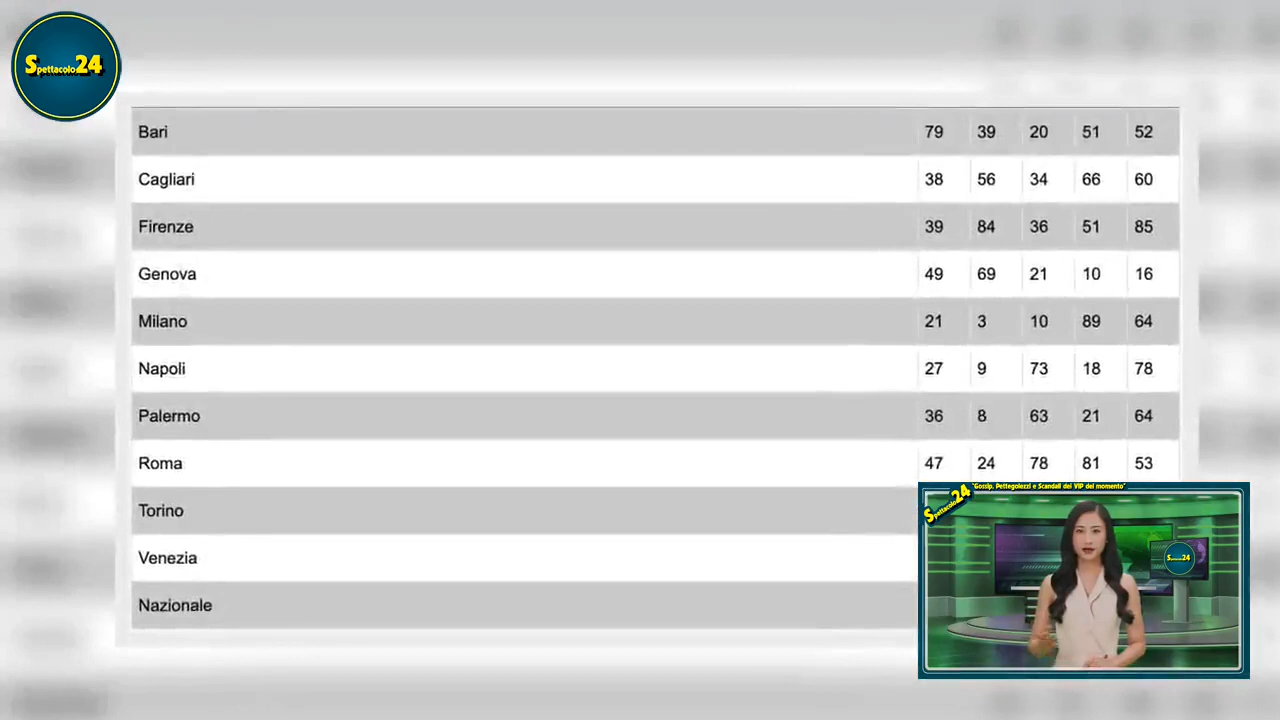 Spettacolo24
Bari 79 39 20 51 52
Cagliari 38 56 34 66 60
Firenze 39 84 36 51 85
Genova 49 69 21 10 16
Milano 21 3 10 89 64
Napoli 27 9 73 18 78
Palermo 36 8 63 21 64
Roma 47 24 78 81 53
Torino
Venezia
Nazionale
"Gossip, Pettegolezzi e Scandali dei VIP del momento"
Spettacolo24
Spettacolo24